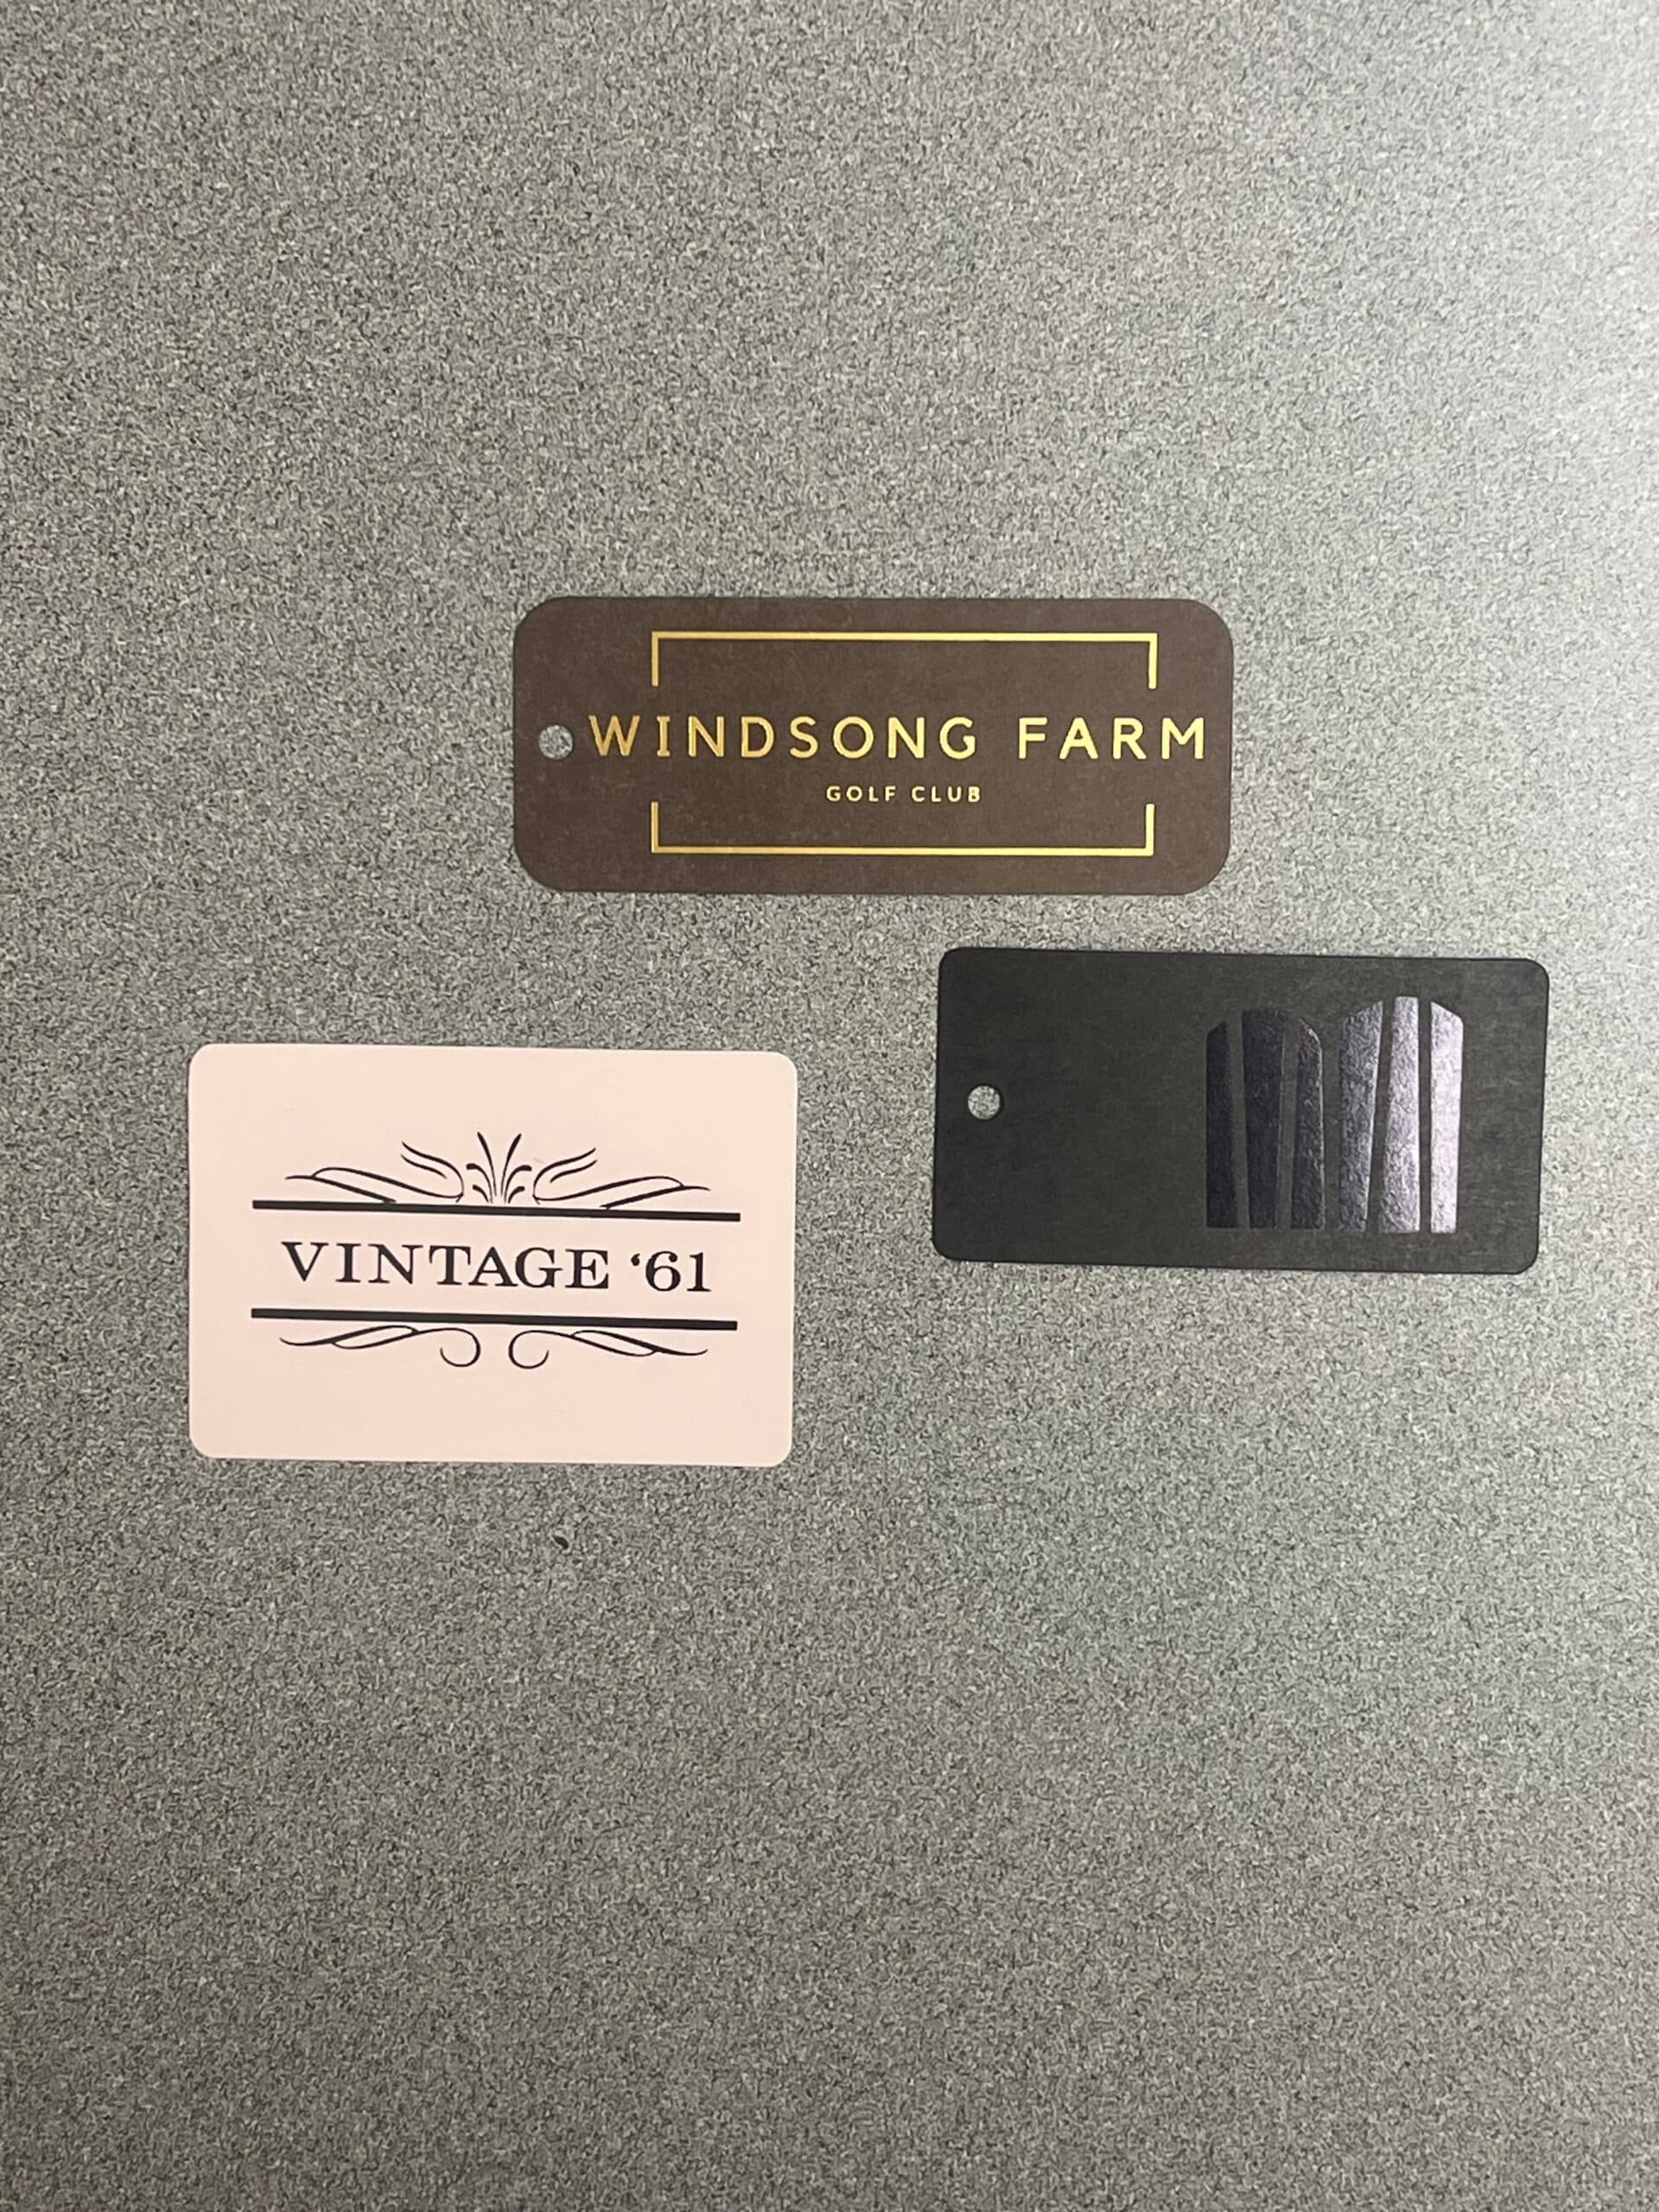 WINDSONG FARM
GOLF CLUB
VINTAGE ‘61